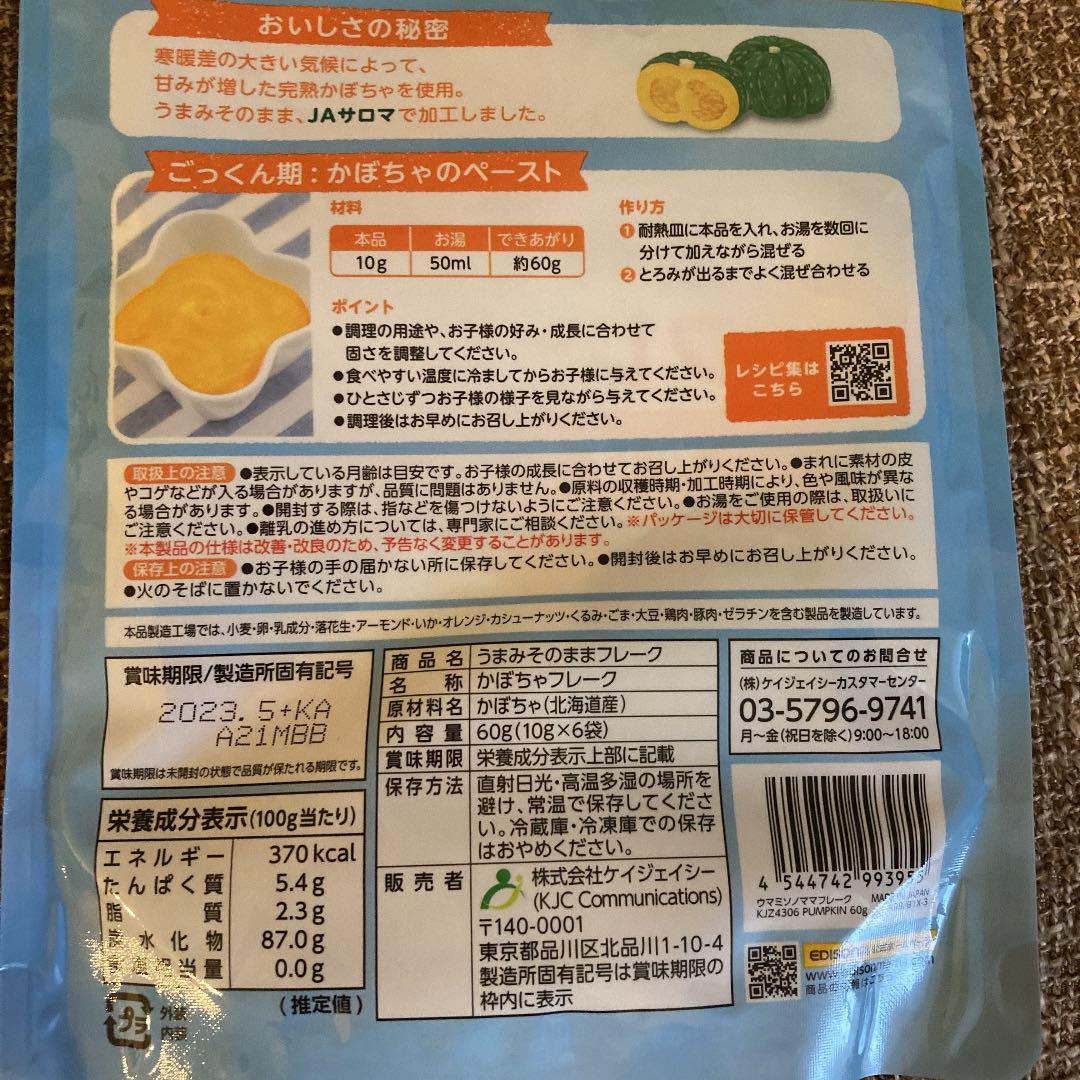 おいしさの秘密
寒暖差の大きい気候によって、
甘みが増した完熟かぼちゃを使用。
うまみそのまま、JAサロマで加工しました。
ごっくん期：かぼちゃのペースト
材料
本品 お湯 できあがり
10g 50ml 約60g
作り方
❶耐熱皿に本品を入れ、お湯を数回に
分けて加えながら混ぜる
❷とろみが出るまでよく混ぜ合わせる
ポイント
●調理の用途や、お子様の好み・成長に合わせて
固さを調整してください。
●食べやすい温度に冷ましてからお子様に与えてください。
●ひとさじずつお子様の様子を見ながら与えてください。
●調理後はお早めにお召し上がりください。
レシピ集は
こちら
取扱上の注意 ●表示している月齢は目安です。お子様の成長に合わせてお召し上がりください。●まれに素材の皮
やコゲなどが入る場合がありますが、品質に問題はありません。●原料の収穫時期・加工時期により、色や風味が異な
る場合があります。●開封する際は、指などを傷つけないようにご注意ください。●お湯をご使用の際は、取扱いに
ご注意ください。●離乳の進め方については、専門家にご相談ください。※パッケージは大切に保管してください。
※本製品の仕様は改善・改良のため、予告なく変更することがあります。
保存上の注意 ●お子様の手の届かない所に保存してください。●開封後はお早めにお召し上がりください。
●火のそばに置かないでください。
本品製造工場では、小麦・卵・乳成分・落花生・アーモンド・いか・オレンジ・カシューナッツ・くるみ・ごま・大豆・鶏肉・豚肉・ゼラチンを含む製品を製造しています。
賞味期限/製造所固有記号
2023.5+KA
A21MBB
賞味期限は未開封の状態で品質が保たれる期限です。
栄養成分表示(100g当たり)
エネルギー 370kcal
たんぱく質 5.4g
脂質 2.3g
水化物 87.0g
当量 0.0g
(推定値)
プラ
外装
内袋
商品名 うまみそのままフレーク
名称 かぼちゃフレーク
原材料名 かぼちゃ(北海道産)
内容量 60g(10g×6袋)
賞味期限 栄養成分表示上部に記載
保存方法 直射日光・高温多湿の場所を
避け、常温で保存してくださ
い。冷蔵庫・冷凍庫での保存
はおやめください。
販売者 株式会社ケイジェイシー
(KJC Communications)
〒140-0001
東京都品川区北品川1-10-4
製造所固有記号は賞味期限の
枠内に表示
商品についてのお問合せ
(株)ケイジェイシーカスタマーセンター
03-5796-9741
月～金(祝日を除く)9:00～18:00
4 544742 993955
ウマミソノママフレーク
KJZ4306 PUMPKIN 60g
JAPAN
B1X-3
EDISON
www.